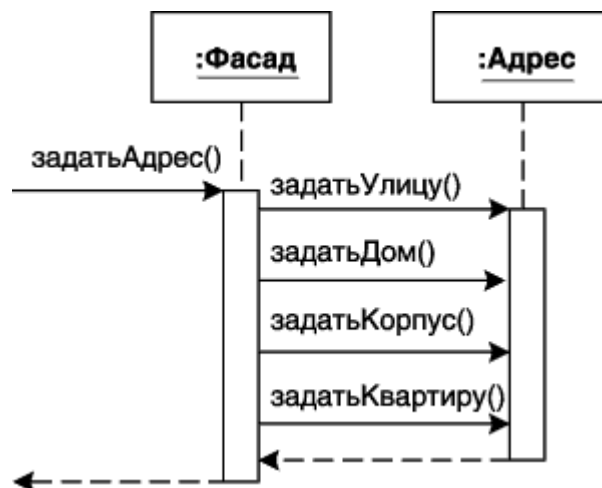 :Фасад
:Адрес
задатьАдрес()
задатьУлицу()
задатьДом()
задатьКорпус()
задатьКвартиру()